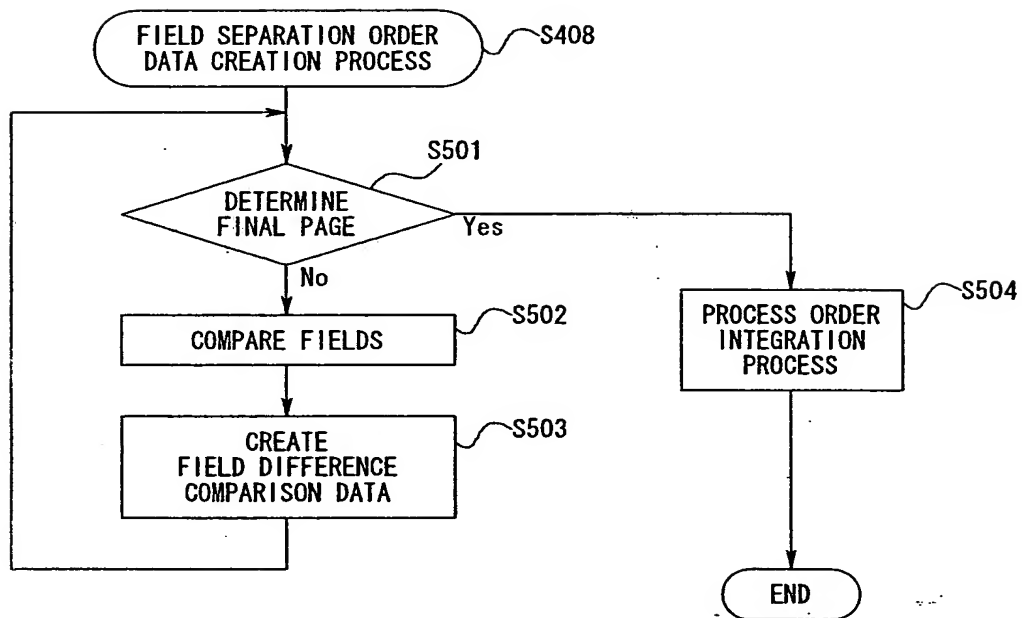 FIELD SEPARATION ORDER
DATA CREATION PROCESS
S408
S501
DETERMINE
FINAL PAGE
Yes
No
S502
COMPARE FIELDS
S503
CREATE
FIELD DIFFERENCE
COMPARISON DATA
S504
PROCESS ORDER
INTEGRATION
PROCESS
END